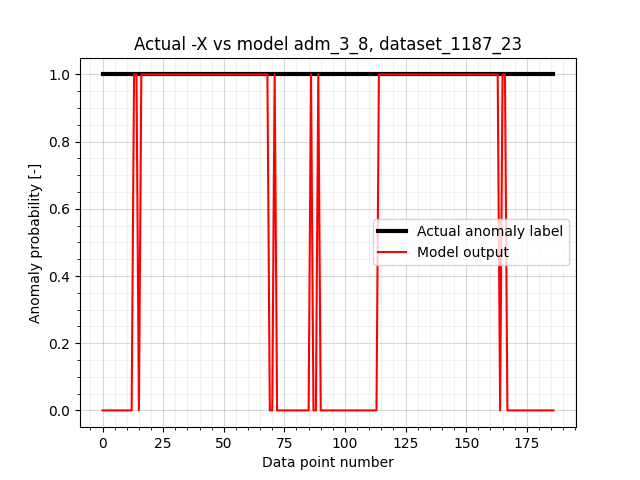 Actual -X vs model adm_3_8, dataset_1187_23
Anomaly probability [-]
1.0
0.8
0.6
0.4
0.2
0.0
Actual anomaly label
Model output
0 25 50 75 100 125 150 175
Data point number